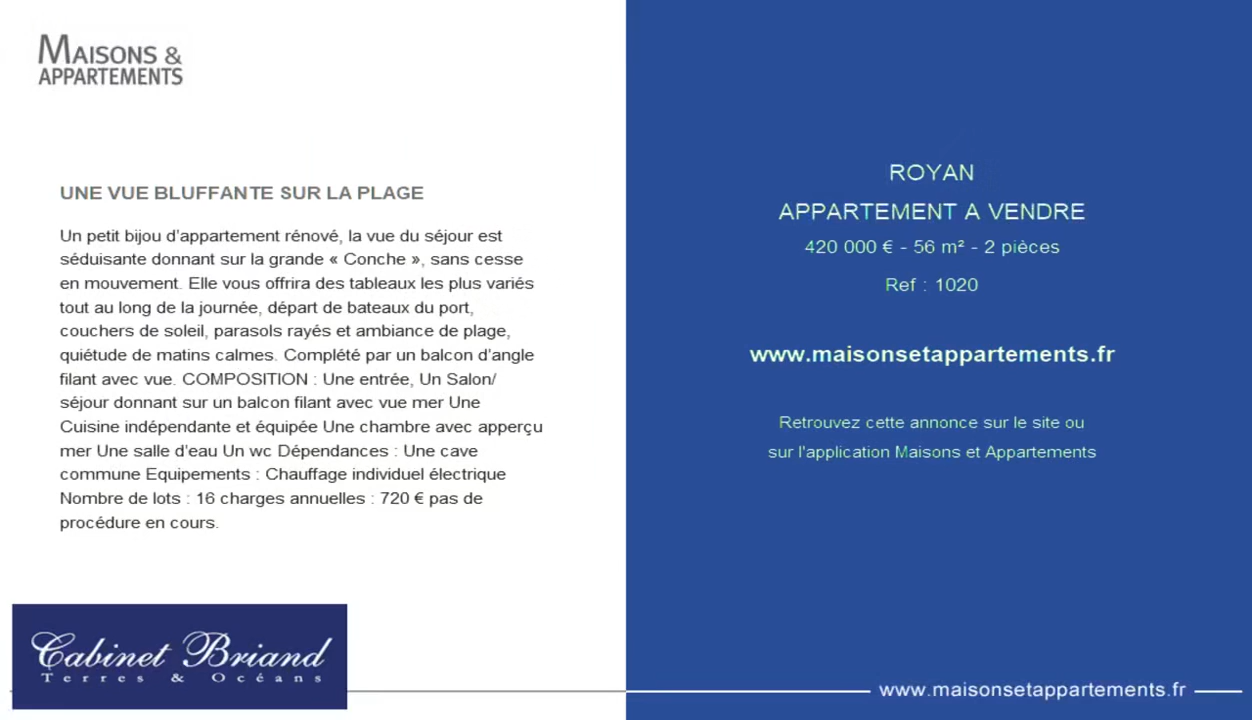 MAISONS &
APPARTEMENTS
UNE VUE BLUFFANTE SUR LA PLAGE
Un petit bijou d'appartement rénové, la vue du séjour est
séduisante donnant sur la grande « Conche », sans cesse
en mouvement. Elle vous offrira des tableaux les plus variés
tout au long de la journée, départ de bateaux du port,
couchers de soleil, parasols rayés et ambiance de plage,
quiétude de matins calmes. Complété par un balcon d'angle
filant avec vue. COMPOSITION : Une entrée, Un Salon/
séjour donnant sur un balcon filant avec vue mer Une
Cuisine indépendante et équipée Une chambre avec apperçu
mer Une salle d'eau Un wc Dépendances : Une cave
commune Equipements : Chauffage individuel électrique
Nombre de lots : 16 charges annuelles : 720 € pas de
procédure en cours.
Cabinet Briand
Terres & Océans
ROYAN
APPARTEMENT A VENDRE
420 000 € - 56 m² - 2 pièces
Ref : 1020
www.maisonsetappartements.fr
Retrouvez cette annonce sur le site ou
sur l'application Maisons et Appartements
www.maisonsetappartements.fr